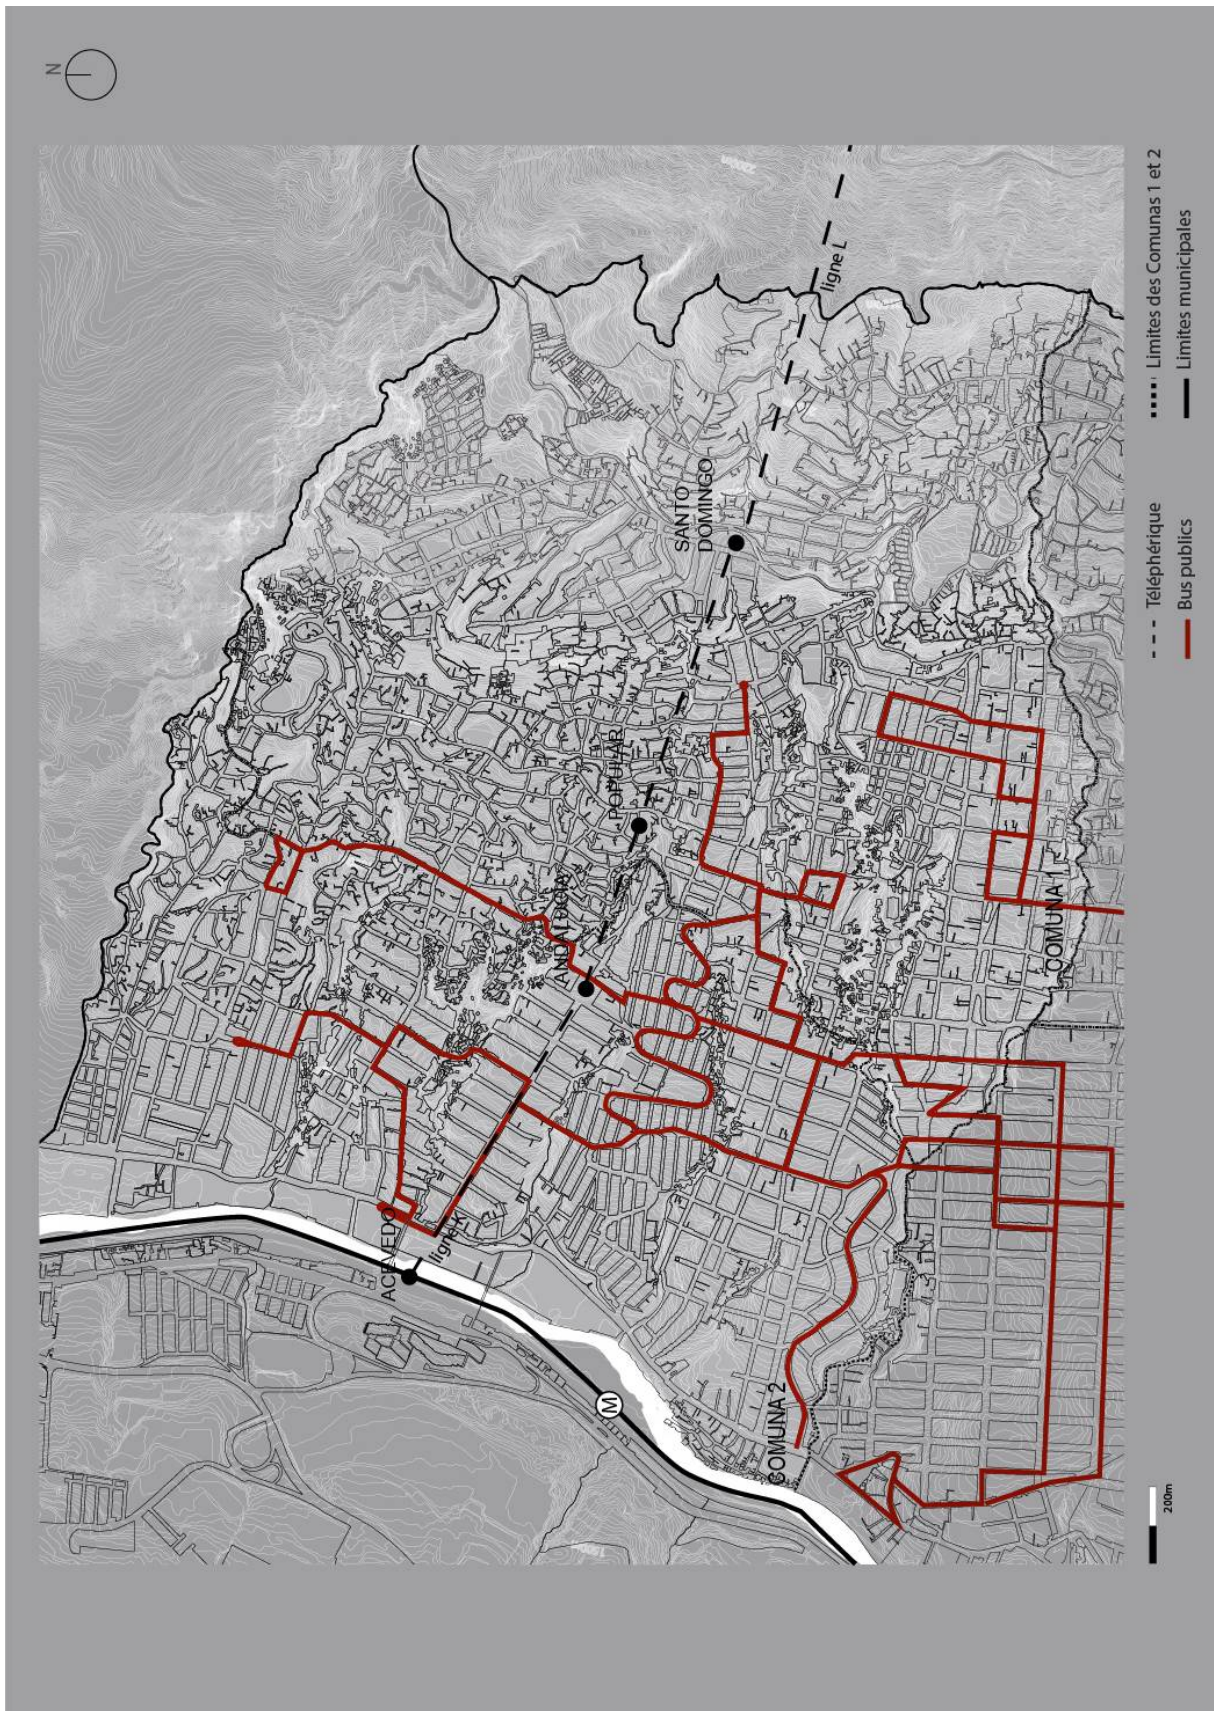 N
ligne L
SANTO
DOMINGO
POPULAR
ANDALUCIA
ACEVEDO
ligne K
M
COMUNA 1
COMUNA 2
Téléphérique
Bus publics
Limites des Comunas 1 et 2
Limites municipales
200m